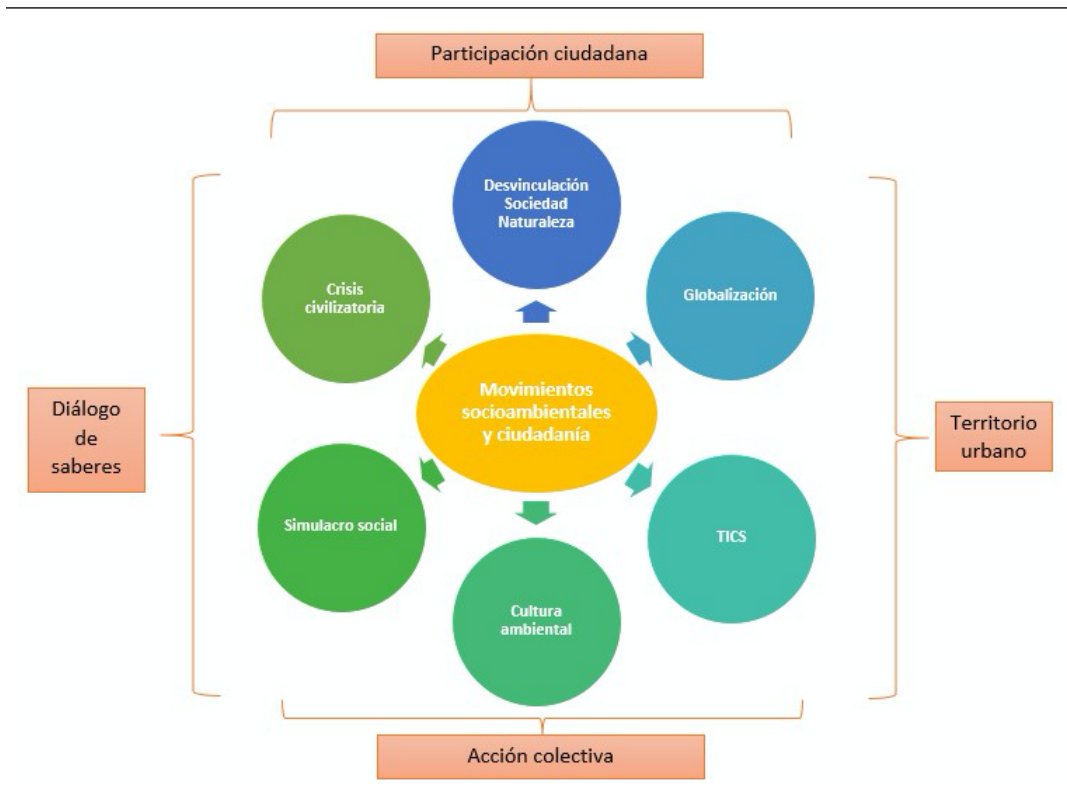 Participación ciudadana
Desvinculación
Sociedad
Naturaleza
Crisis
civilizatoria
Globalización
Movimientos
socioambientales
y ciudadanía
Diálogo
de
saberes
Territorio
urbano
Simulacro social
TICS
Cultura
ambiental
Acción colectiva